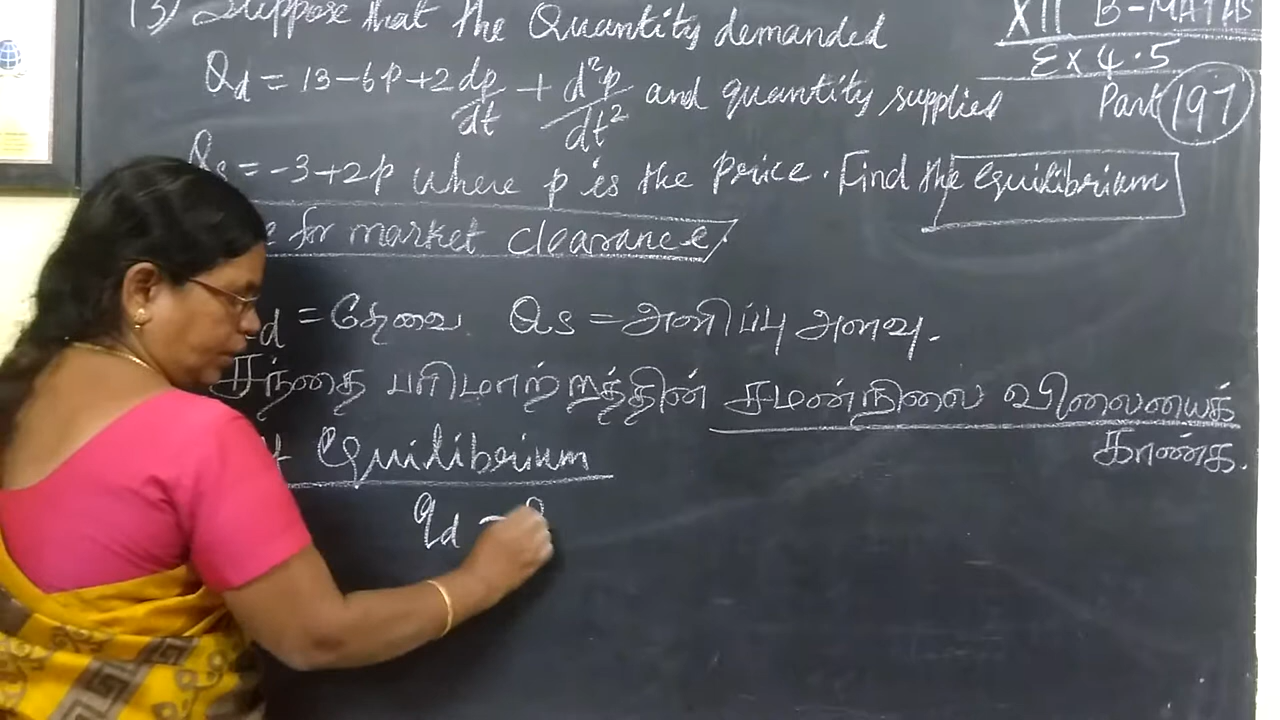 13) Suppose that the Quantity demanded
XII B-MATHS
Ex 4.5
Part 197
Qd = 13-6p+2 dp/dt + d²p/dt² and quantity supplied
Qs = -3+2p where p is the price. Find the equilibrium
for market clearance.
d = தேவை Qs = அளிப்பு அளவு.
சந்தை பரிமாற்றத்தின் சமன்நிலை விலையைக்
காண்க.
Equilibrium
qd =